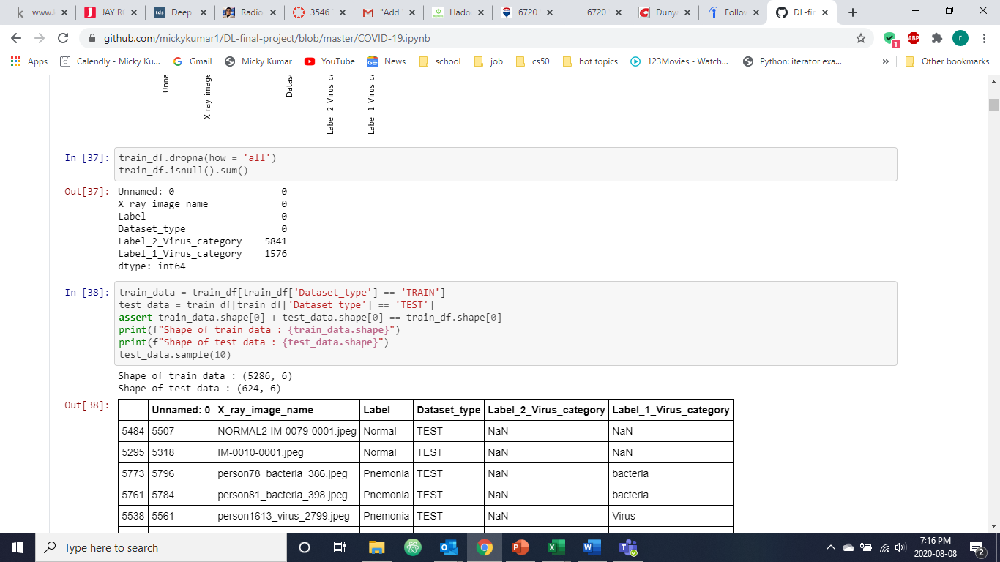 www.l
JAY R
Deep
Radio
3546
"Add
Hado
6720
6720
Dun
Follov
DL-fir
github.com/mickykumar1/DL-final-project/blob/master/COVID-19.ipynb
ABP
1
r
Apps
Calendly - Micky Ku...
Gmail
Micky Kumar
YouTube
News
school
job
cs50
hot topics
123Movies - Watch...
Python: iterator exa...
»
Other bookmarks
Unna
X_ray_image
Datas
Label_2_Virus_c
Label_1_Virus_c
In [37]:
train_df.dropna(how = 'all')
train_df.isnull().sum()
Out[37]:
Unnamed: 0 0
X_ray_image_name 0
Label 0
Dataset_type 0
Label_2_Virus_category 5841
Label_1_Virus_category 1576
dtype: int64
In [38]:
train_data = train_df[train_df['Dataset_type'] == 'TRAIN']
test_data = train_df[train_df['Dataset_type'] == 'TEST']
assert train_data.shape[0] + test_data.shape[0] == train_df.shape[0]
print(f"Shape of train data : {train_data.shape}")
print(f"Shape of test data : {test_data.shape}")
test_data.sample(10)
Shape of train data : (5286, 6)
Shape of test data : (624, 6)
Out[38]:
Unnamed: 0 X_ray_image_name Label Dataset_type Label_2_Virus_category Label_1_Virus_category
5484 5507 NORMAL2-IM-0079-0001.jpeg Normal TEST NaN NaN
5295 5318 IM-0010-0001.jpeg Normal TEST NaN NaN
5773 5796 person78_bacteria_386.jpeg Pnemonia TEST NaN bacteria
5761 5784 person81_bacteria_398.jpeg Pnemonia TEST NaN bacteria
5538 5561 person1613_virus_2799.jpeg Pnemonia TEST NaN Virus
Type here to search
7:16 PM
2020-08-08
2